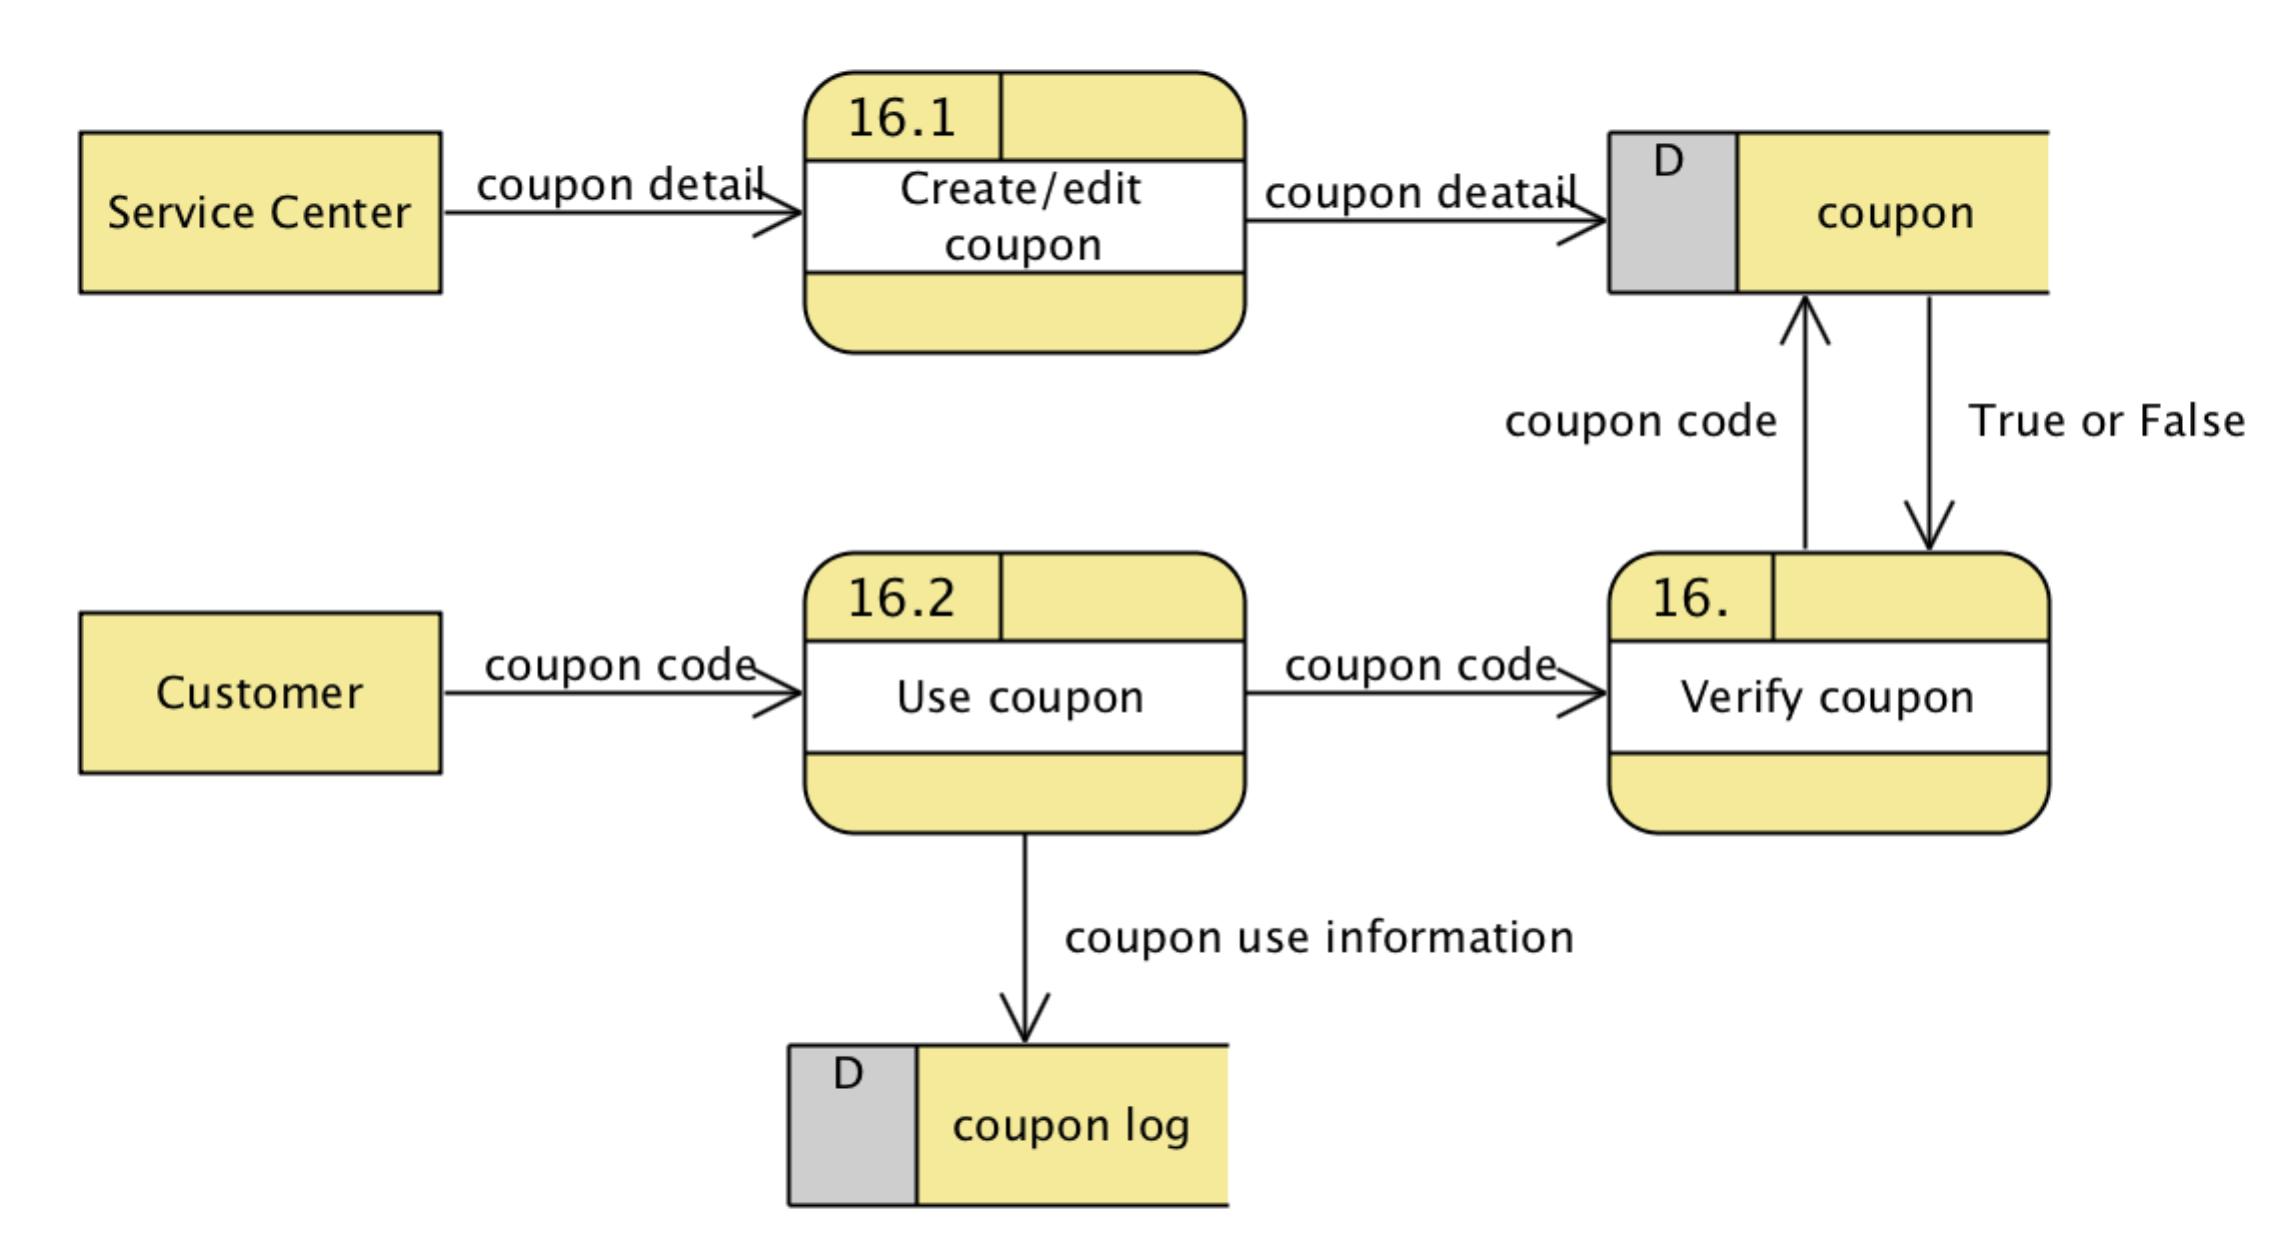 16.1
Service Center
coupon detail
Create/edit
coupon
coupon deatail
D
coupon
coupon code
True or False
Customer
coupon code
16.2
Use coupon
coupon code
16.
Verify coupon
coupon use information
D
coupon log